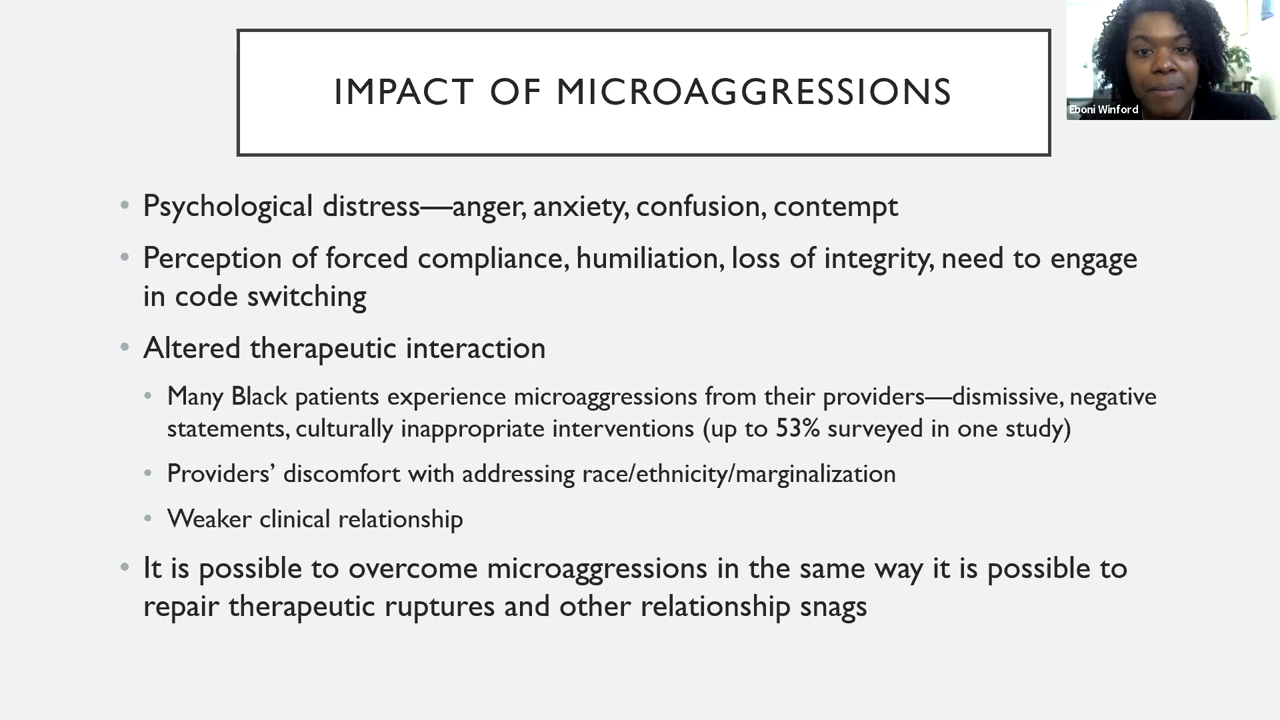 IMPACT OF MICROAGGRESSIONS
Eboni Winford
• Psychological distress—anger, anxiety, confusion, contempt
• Perception of forced compliance, humiliation, loss of integrity, need to engage
in code switching
• Altered therapeutic interaction
• Many Black patients experience microaggressions from their providers—dismissive, negative
statements, culturally inappropriate interventions (up to 53% surveyed in one study)
• Providers’ discomfort with addressing race/ethnicity/marginalization
• Weaker clinical relationship
• It is possible to overcome microaggressions in the same way it is possible to
repair therapeutic ruptures and other relationship snags